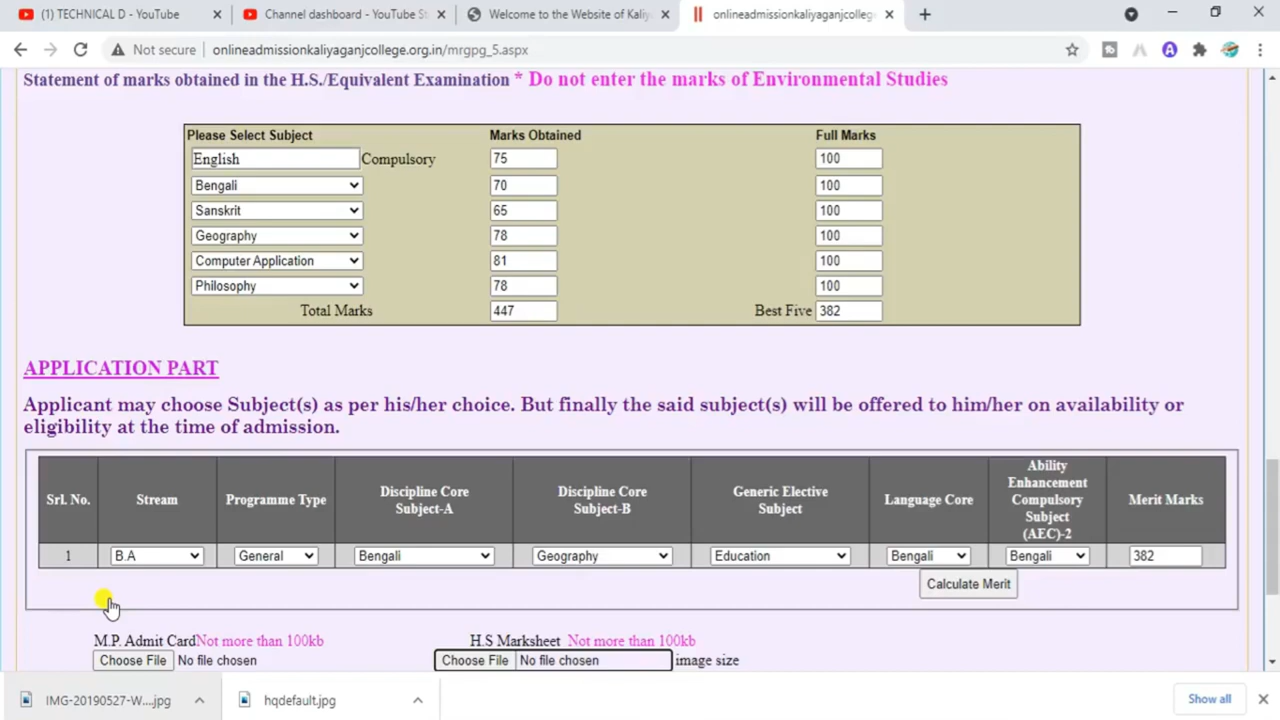 (1) TECHNICAL D - YouTube
Channel dashboard - YouTube St
Welcome to the Website of Kaliy
onlineadmissionkaliyaganjcollege
Not secure onlineadmissionkaliyaganjcollege.org.in/mrgpg_5.aspx
Statement of marks obtained in the H.S./Equivalent Examination * Do not enter the marks of Environmental Studies
Please Select Subject Marks Obtained Full Marks
English Compulsory 75 100
Bengali 70 100
Sanskrit 65 100
Geography 78 100
Computer Application 81 100
Philosophy 78 100
Total Marks 447 Best Five 382
APPLICATION PART
Applicant may choose Subject(s) as per his/her choice. But finally the said subject(s) will be offered to him/her on availability or
eligibility at the time of admission.
Srl. No.
Stream
Programme Type
Discipline Core
Subject-A
Discipline Core
Subject-B
Generic Elective
Subject
Language Core
Ability
Enhancement
Compulsory
Subject
(AEC)-2
Merit Marks
1 B.A General Bengali Geography Education Bengali Bengali 382
Calculate Merit
M.P. Admit Card Not more than 100kb H.S Marksheet Not more than 100kb
Choose File No file chosen Choose File No file chosen image size
IMG-20190527-W....jpg hqdefault.jpg Show all